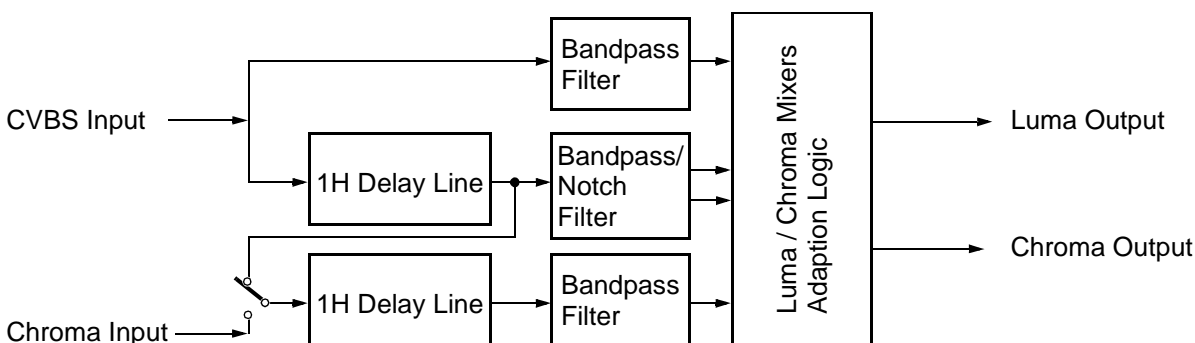 Bandpass
Filter
CVBS Input
Luma / Chroma Mixers
Adaption Logic
Luma Output
1H Delay Line
Bandpass/
Notch
Filter
Chroma Output
1H Delay Line
Bandpass
Filter
Chroma Input